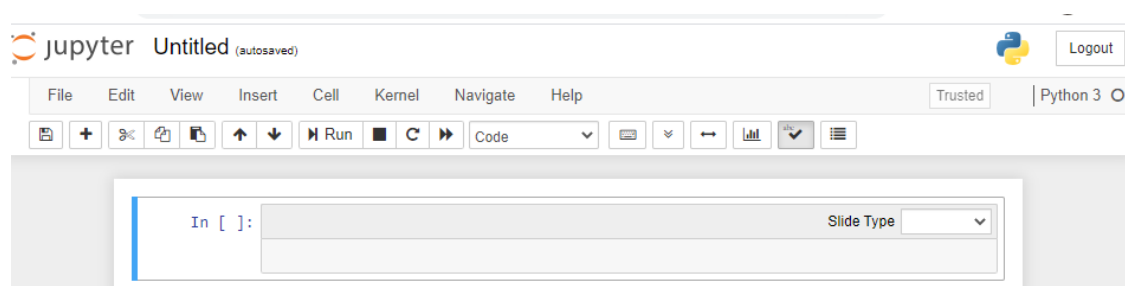 jupyter Untitled (autosaved) Logout
File Edit View Insert Cell Kernel Navigate Help Trusted Python 3
Run Code abc
In [ ]: Slide Type